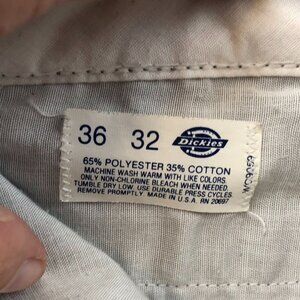 36 32 Dickies
65% POLYESTER 35% COTTON
MACHINE WASH WARM WITH LIKE COLORS
ONLY NON-CHLORINE BLEACH WHEN NEEDED.
TUMBLE DRY LOW. USE DURABLE PRESS CYCLES.
REMOVE PROMPTLY. MADE IN U.S.A. RN 20697